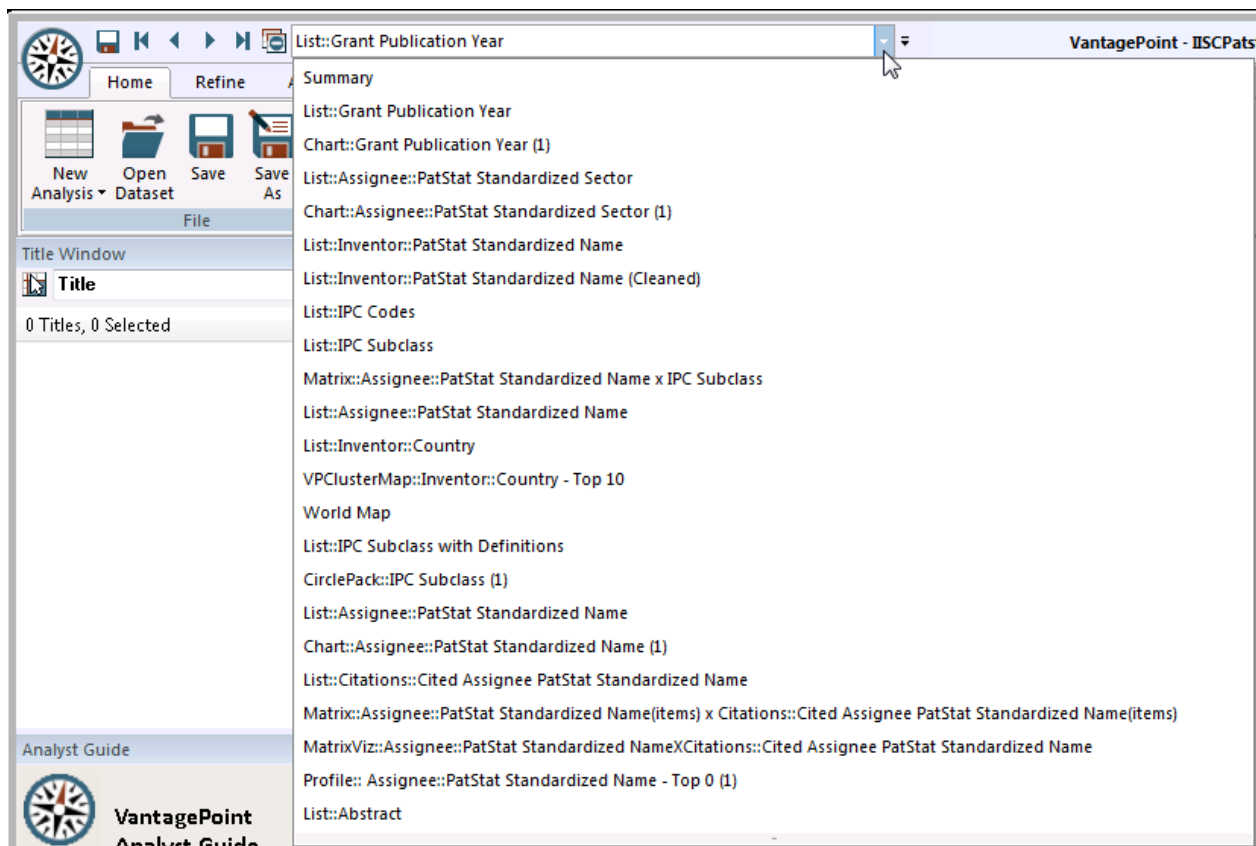 List::Grant Publication Year
VantagePoint - IISCPats
Home Refine
New Analysis
Open Dataset
Save
Save As
File
Title Window
Title
0 Titles, 0 Selected
Summary
List::Grant Publication Year
Chart::Grant Publication Year (1)
List::Assignee::PatStat Standardized Sector
Chart::Assignee::PatStat Standardized Sector (1)
List::Inventor::PatStat Standardized Name
List::Inventor::PatStat Standardized Name (Cleaned)
List::IPC Codes
List::IPC Subclass
Matrix::Assignee::PatStat Standardized Name x IPC Subclass
List::Assignee::PatStat Standardized Name
List::Inventor::Country
VPClusterMap::Inventor::Country - Top 10
World Map
List::IPC Subclass with Definitions
CirclePack::IPC Subclass (1)
List::Assignee::PatStat Standardized Name
Chart::Assignee::PatStat Standardized Name (1)
List::Citations::Cited Assignee PatStat Standardized Name
Matrix::Assignee::PatStat Standardized Name(items) x Citations::Cited Assignee PatStat Standardized Name(items)
MatrixViz::Assignee::PatStat Standardized NameXCitations::Cited Assignee PatStat Standardized Name
Profile:: Assignee::PatStat Standardized Name - Top 0 (1)
List::Abstract
Analyst Guide
VantagePoint
Analyst Guide